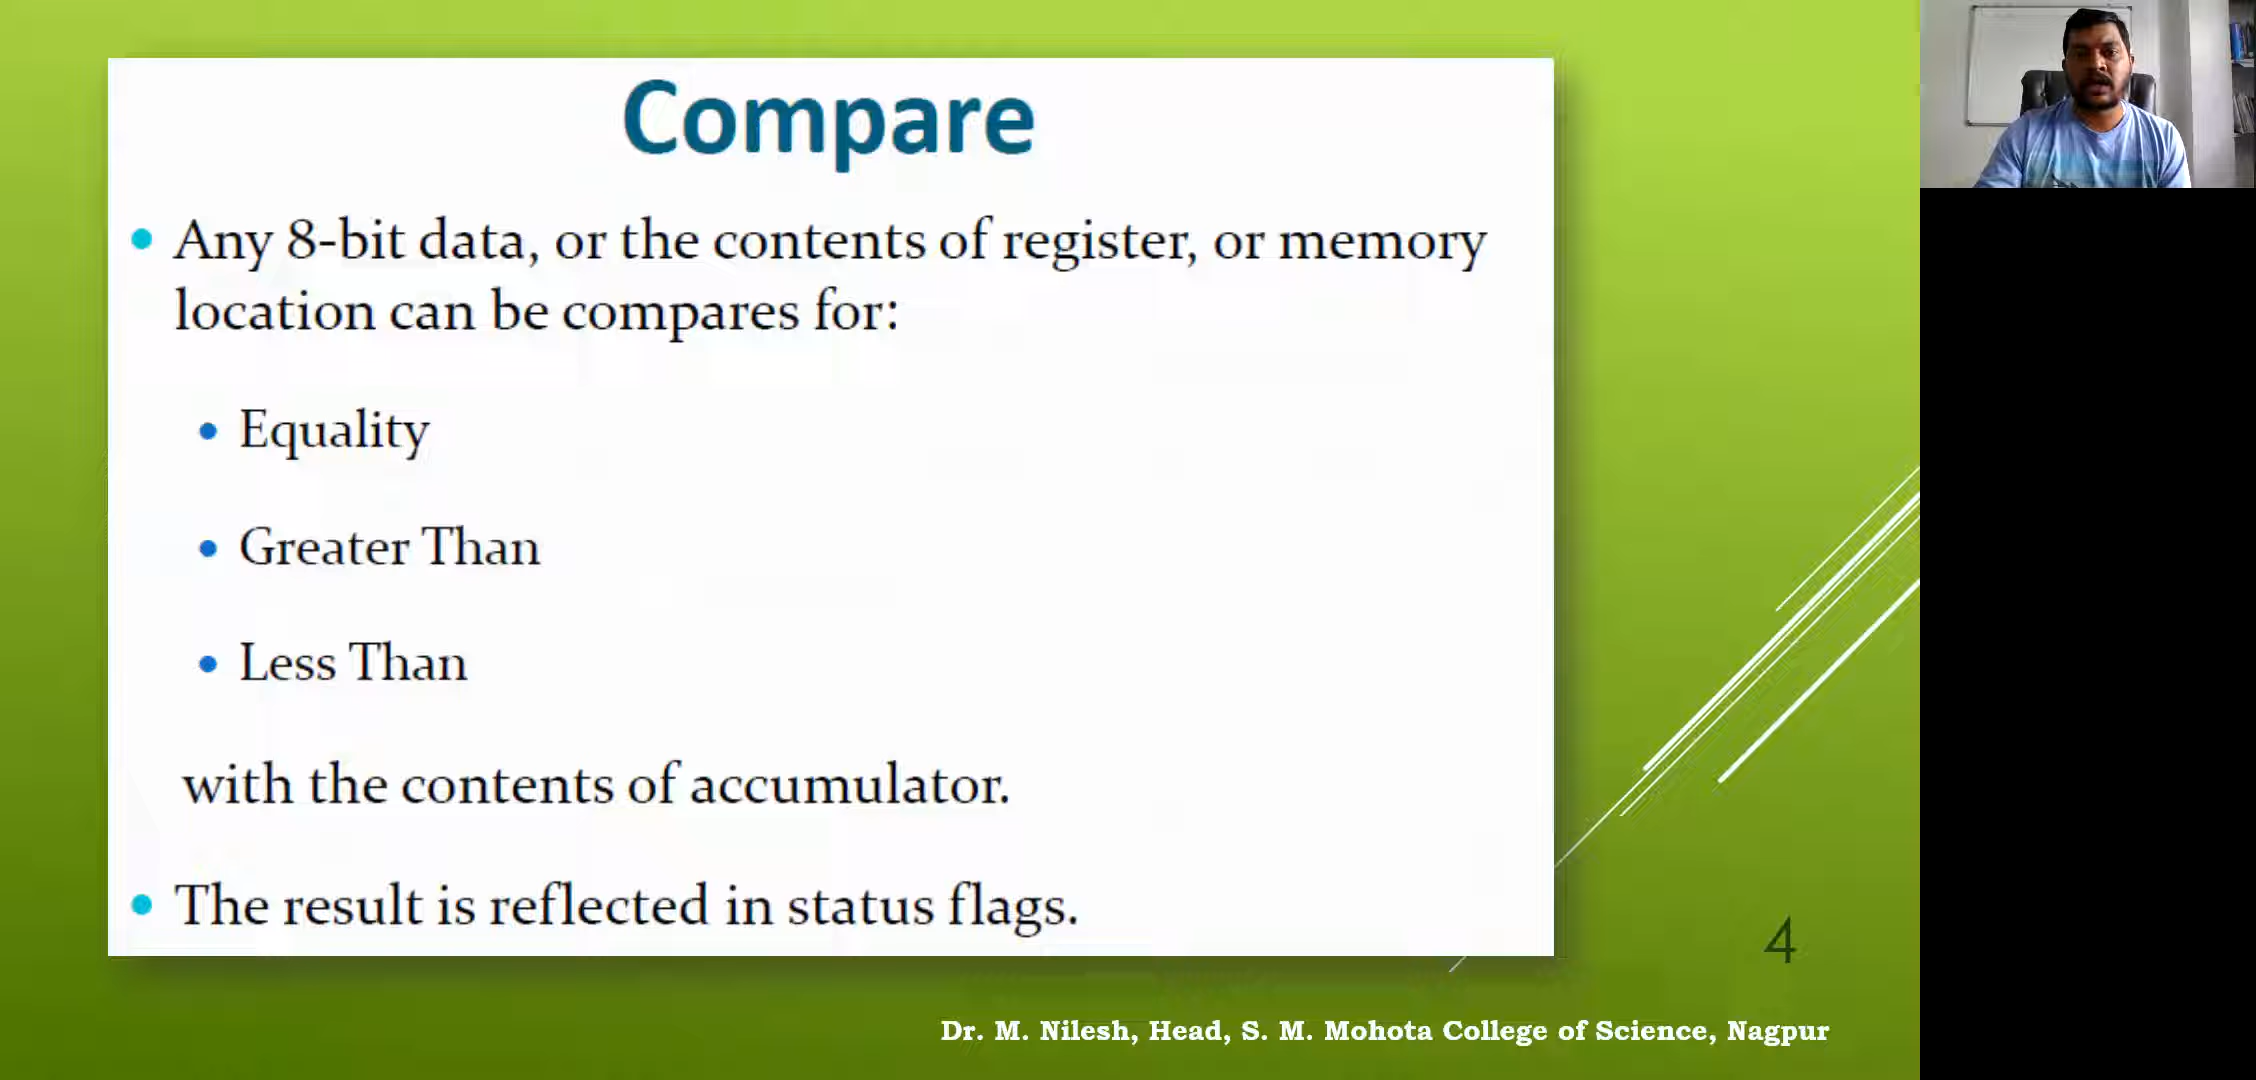 Compare
Any 8-bit data, or the contents of register, or memory
location can be compares for:
Equality
Greater Than
Less Than
with the contents of accumulator.
The result is reflected in status flags.
4
Dr. M. Nilesh, Head, S. M. Mohota College of Science, Nagpur